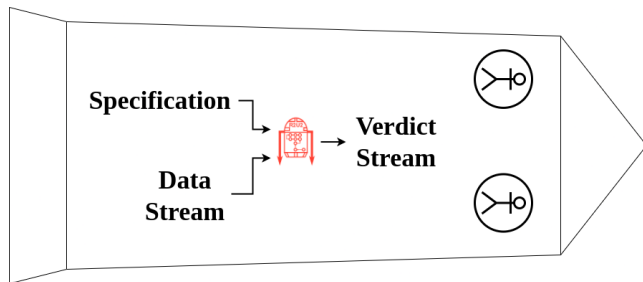 Specification
Data
Stream
Verdict
Stream